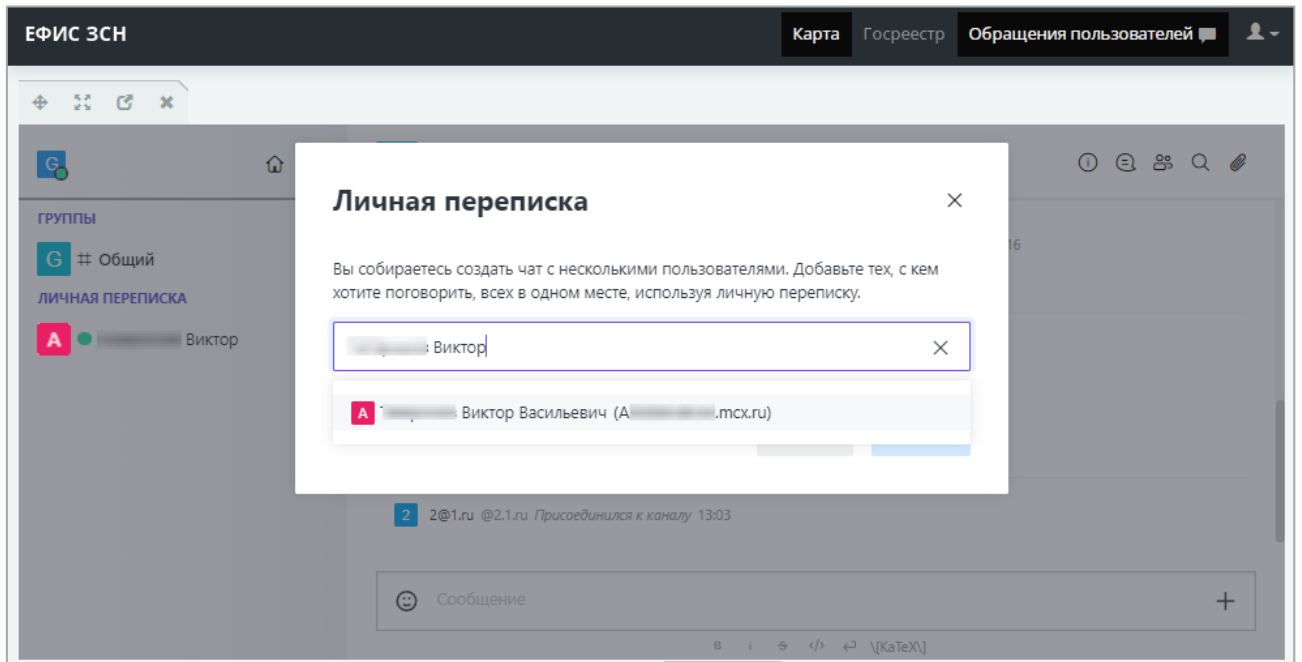 ЕФИС ЗСН
Карта Госреестр Обращения пользователей
G
ГРУППЫ
G # Общий
ЛИЧНАЯ ПЕРЕПИСКА
A Виктор
Личная переписка
16
Вы собираетесь создать чат с несколькими пользователями. Добавьте тех, с кем
хотите поговорить, всех в одном месте, используя личную переписку.
Виктор
A Виктор Васильевич (A .mcx.ru)
2 2@1.ru @2.1.ru Присоединился к каналу 13:03
Сообщение
B i S </> \[KaTeX\]